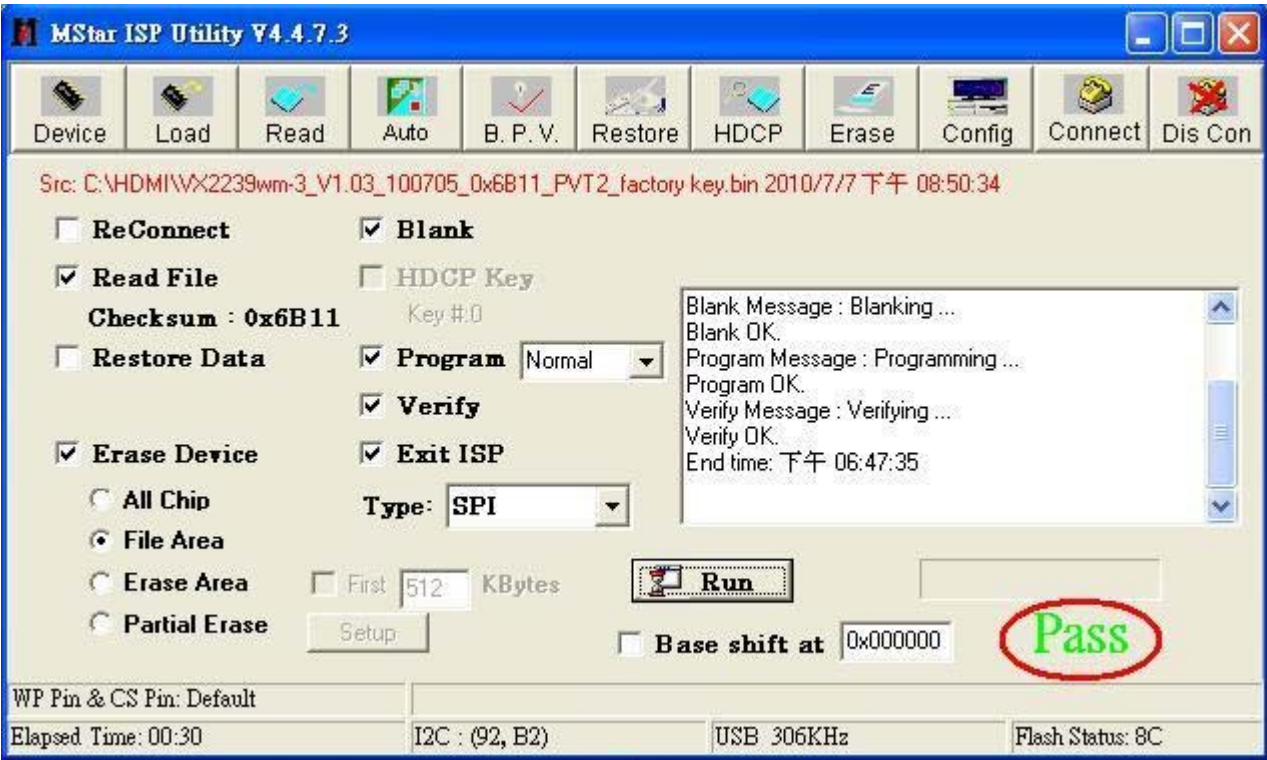 MStar ISP Utility V4.4.7.3
Device Load Read Auto B. P. V. Restore HDCP Erase Config Connect Dis Con
Src: C:\HDMI\VX2239wm-3_V1.03_100705_0x6B11_PVT2_factory key.bin 2010/7/7 下午 08:50:34
ReConnect
Blank
Read File
HDCP Key
Checksum : 0x6B11
Key #:0
Restore Data
Program Normal
Verify
Erase Device
Exit ISP
All Chip
Type: SPI
File Area
Erase Area
First 512 KBytes
Partial Erase
Setup
Blank Message : Blanking ...
Blank OK.
Program Message : Programming ...
Program OK.
Verify Message : Verifying ...
Verify OK.
End time: 下午 06:47:35
Run
Base shift at 0x000000
Pass
WP Pin & CS Pin: Default
Elapsed Time: 00:30 I2C : (92, B2) USB 306KHz Flash Status: 8C